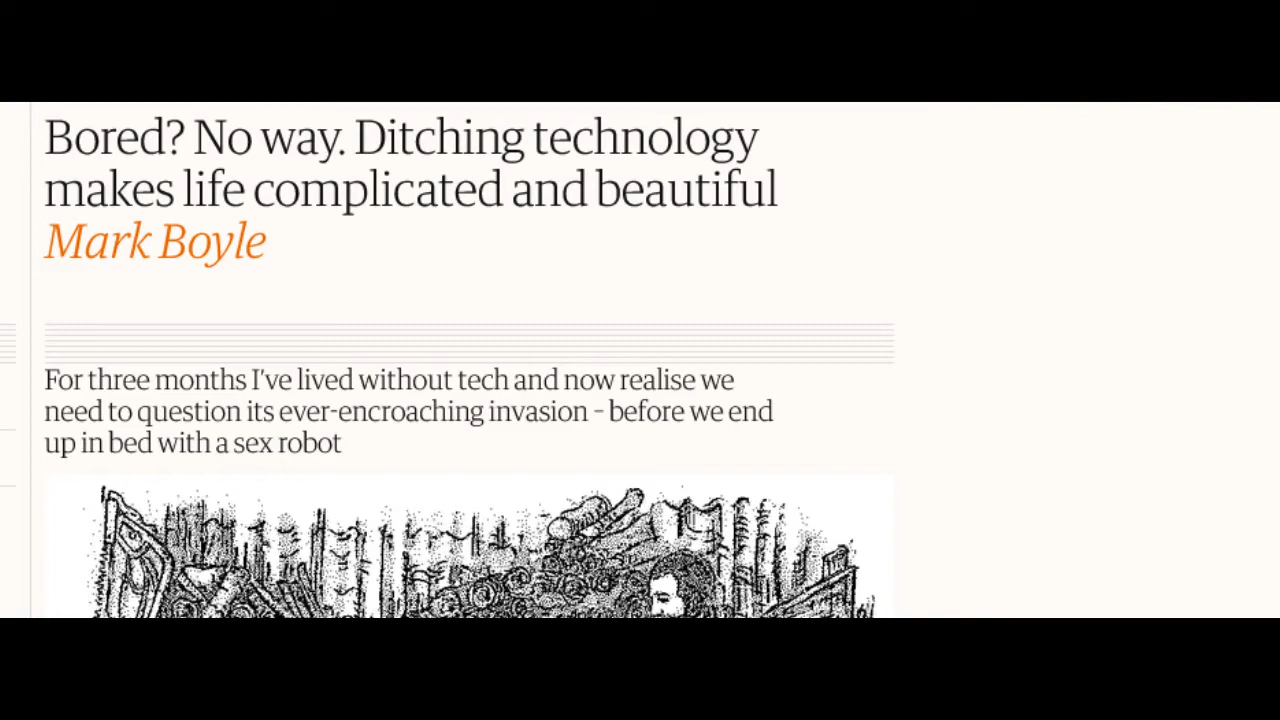 Bored? No way. Ditching technology
makes life complicated and beautiful
Mark Boyle
For three months I've lived without tech and now realise we
need to question its ever-encroaching invasion – before we end
up in bed with a sex robot